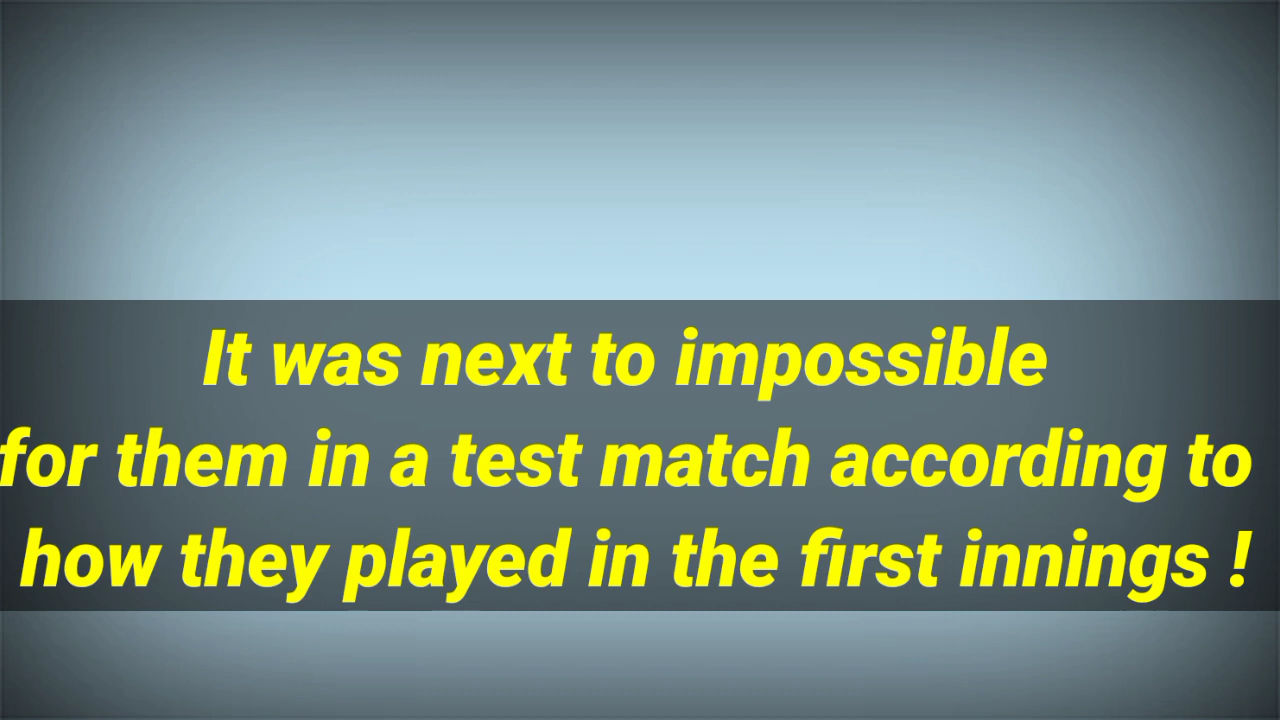 It was next to impossible
for them in a test match according to
how they played in the first innings !